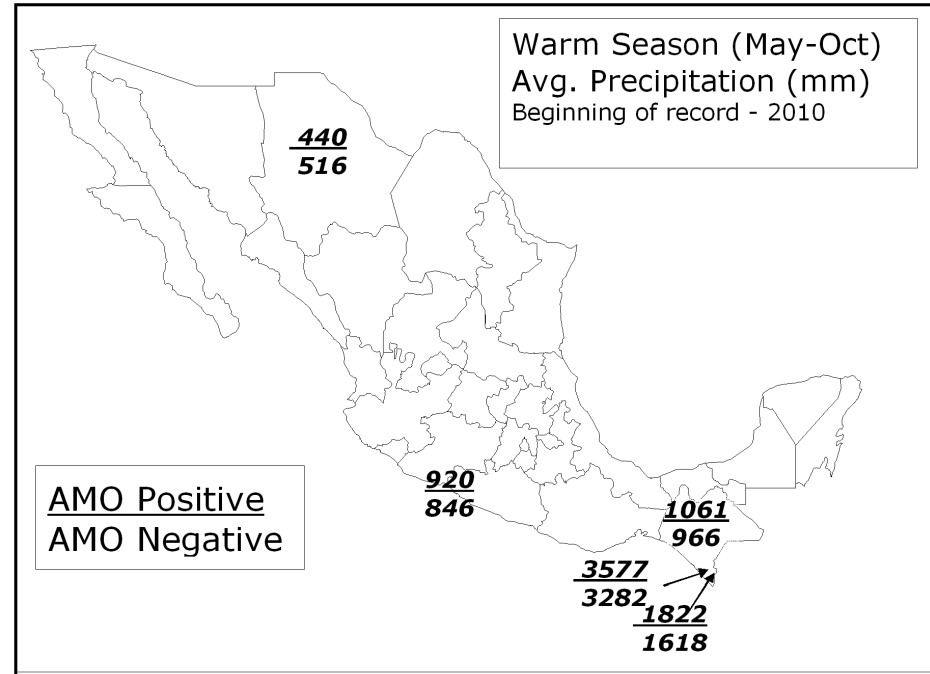 Warm Season (May-Oct)
Avg. Precipitation (mm)
Beginning of record - 2010
440
516
920
846
AMO Positive
AMO Negative
1061
966
3577
3282
1822
1618